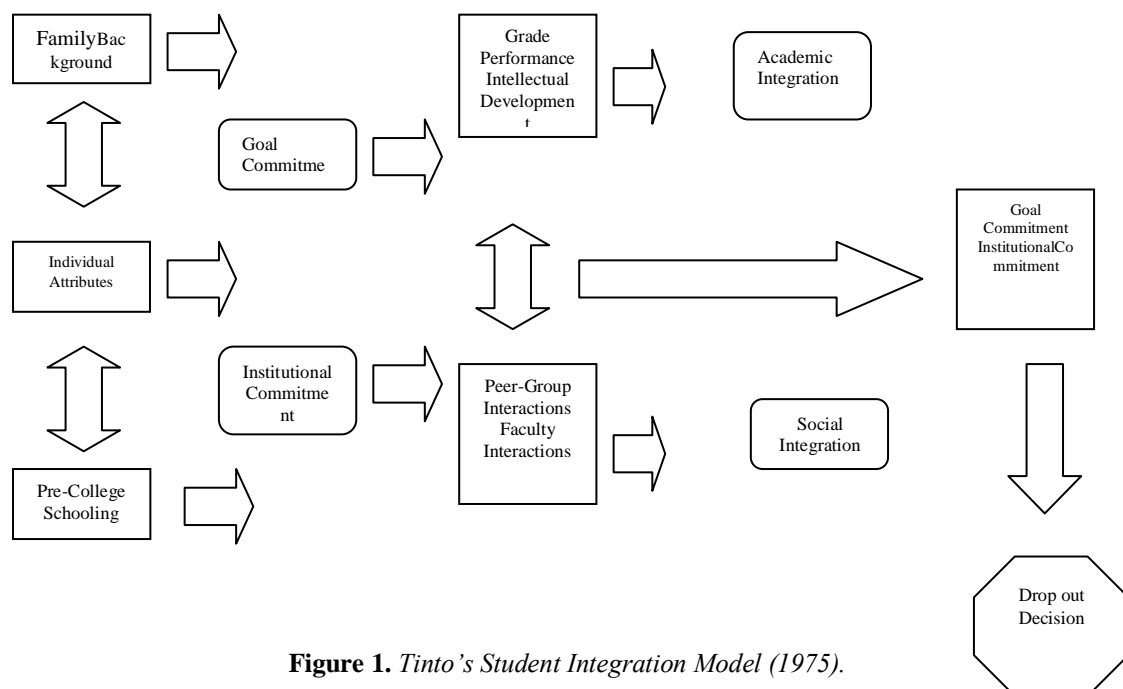 FamilyBac
kground
Grade
Performance
Intellectual
Developmen
t
Academic
Integration
Goal
Commitme
Individual
Attributes
Goal
Commitment
InstitutionalCo
mmitment
Institutional
Commitme
nt
Peer-Group
Interactions
Faculty
Interactions
Social
Integration
Pre-College
Schooling
Drop out
Decision
Figure 1. Tinto’s Student Integration Model (1975).